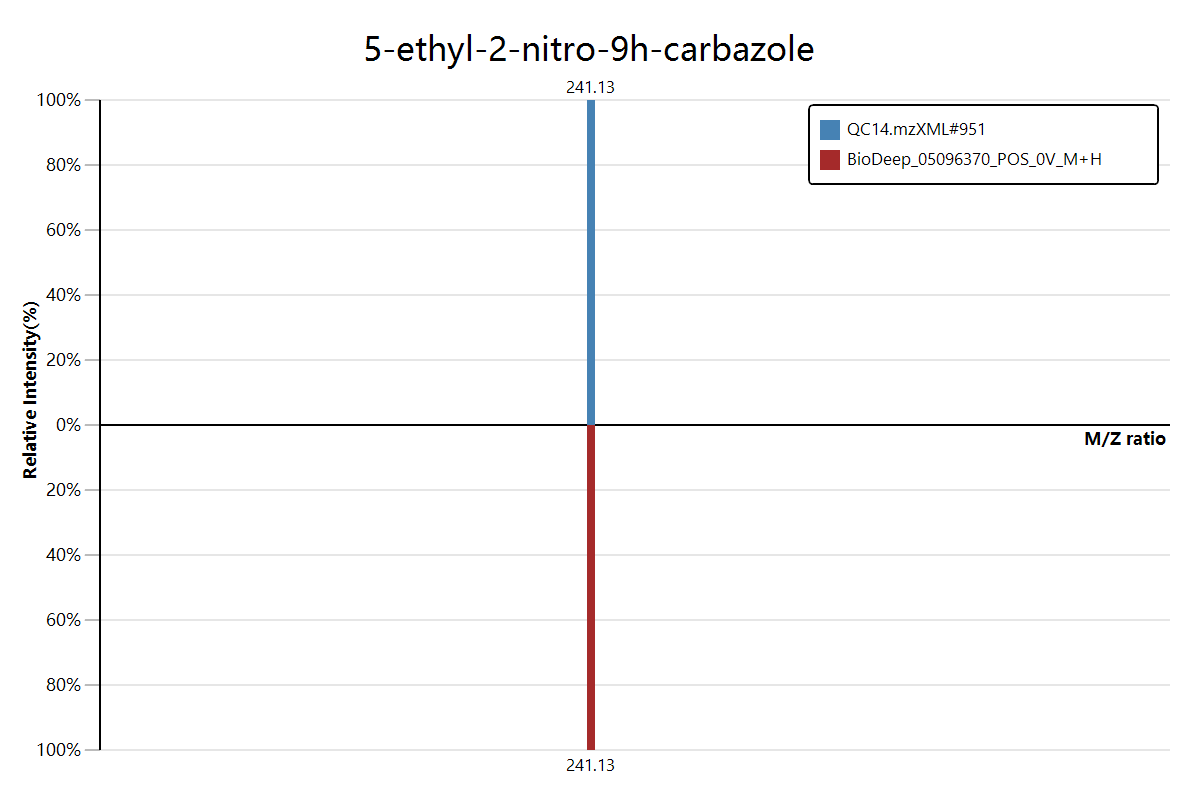 5-ethyl-2-nitro-9h-carbazole
241.13
QC14.mzXML#951
BioDeep_05096370_POS_0V_M+H
100%
80%
60%
40%
20%
0%
20%
40%
60%
80%
100%
Relative Intensity(%)
M/Z ratio
241.13